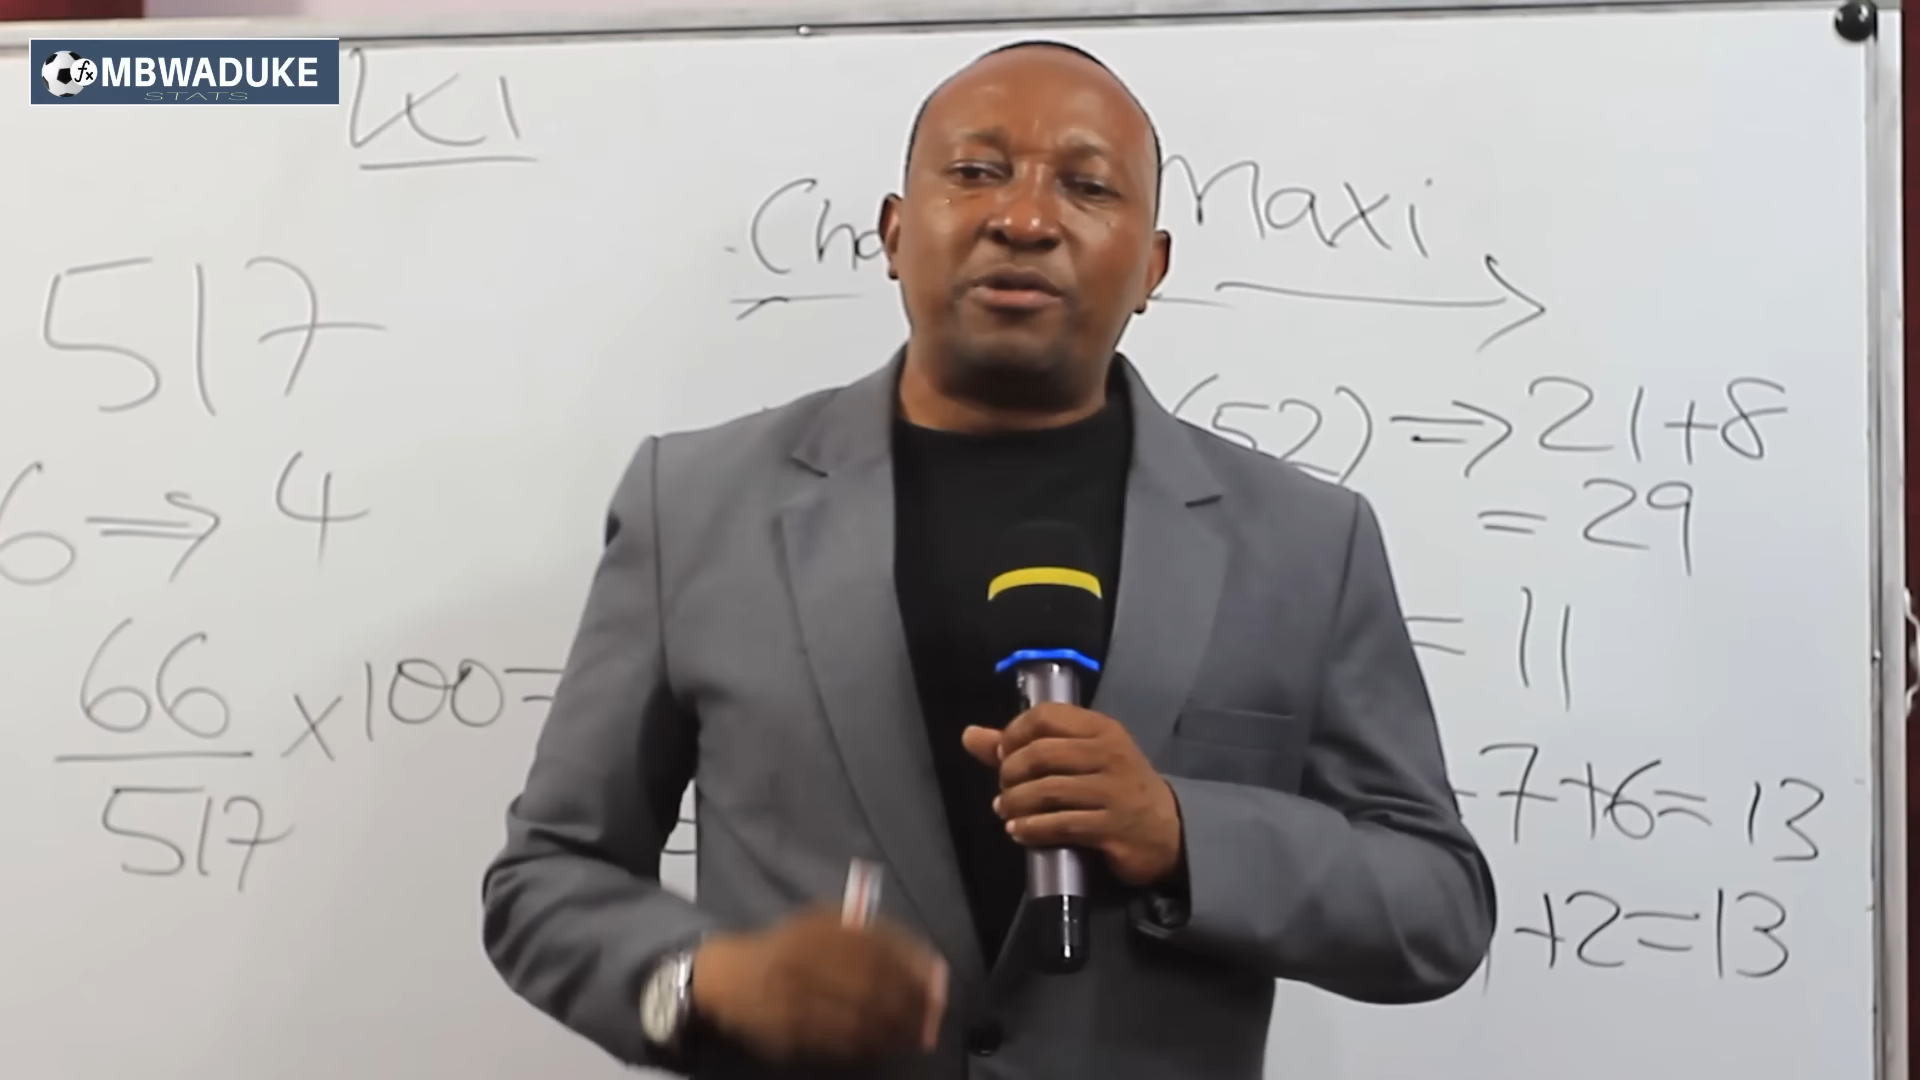 MBWADUKE
STATS
K1
Maxi
517
(52) ⇒ 21+8
= 29
6 ⇒ 4
= 11
66
x100=
517
7+6=13
+2=13